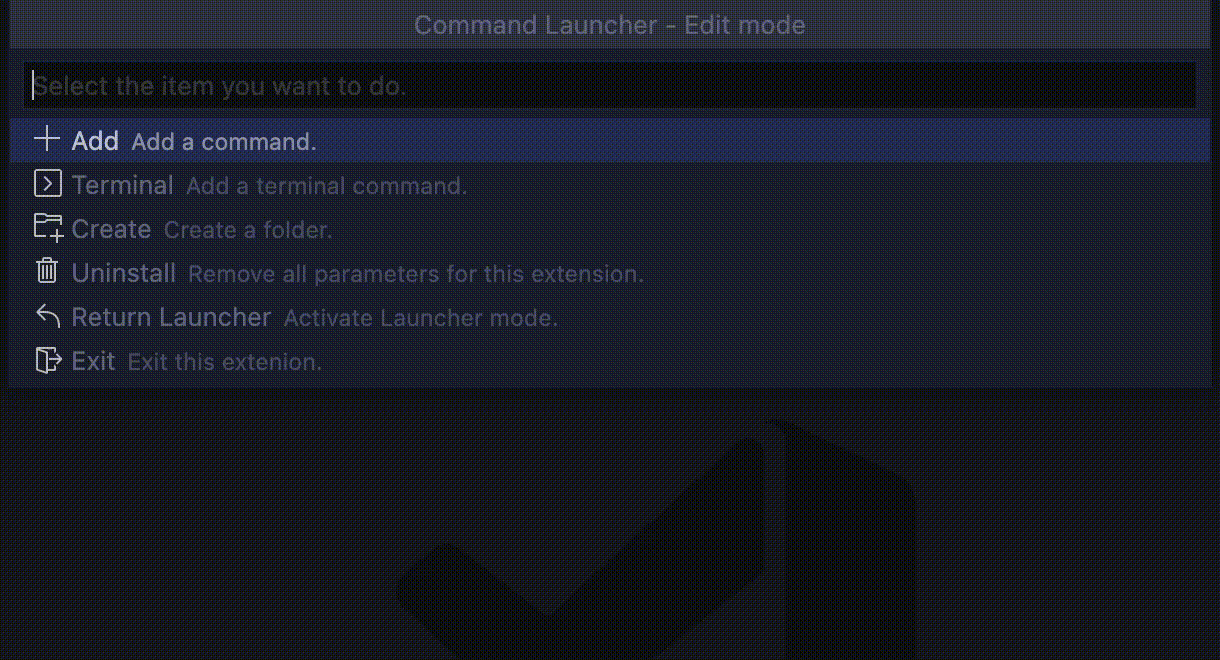 Command Launcher - Edit mode
Select the item you want to do.
Add Add a command.
Terminal Add a terminal command.
Create Create a folder.
Uninstall Remove all parameters for this extension.
Return Launcher Activate Launcher mode.
Exit Exit this extenion.